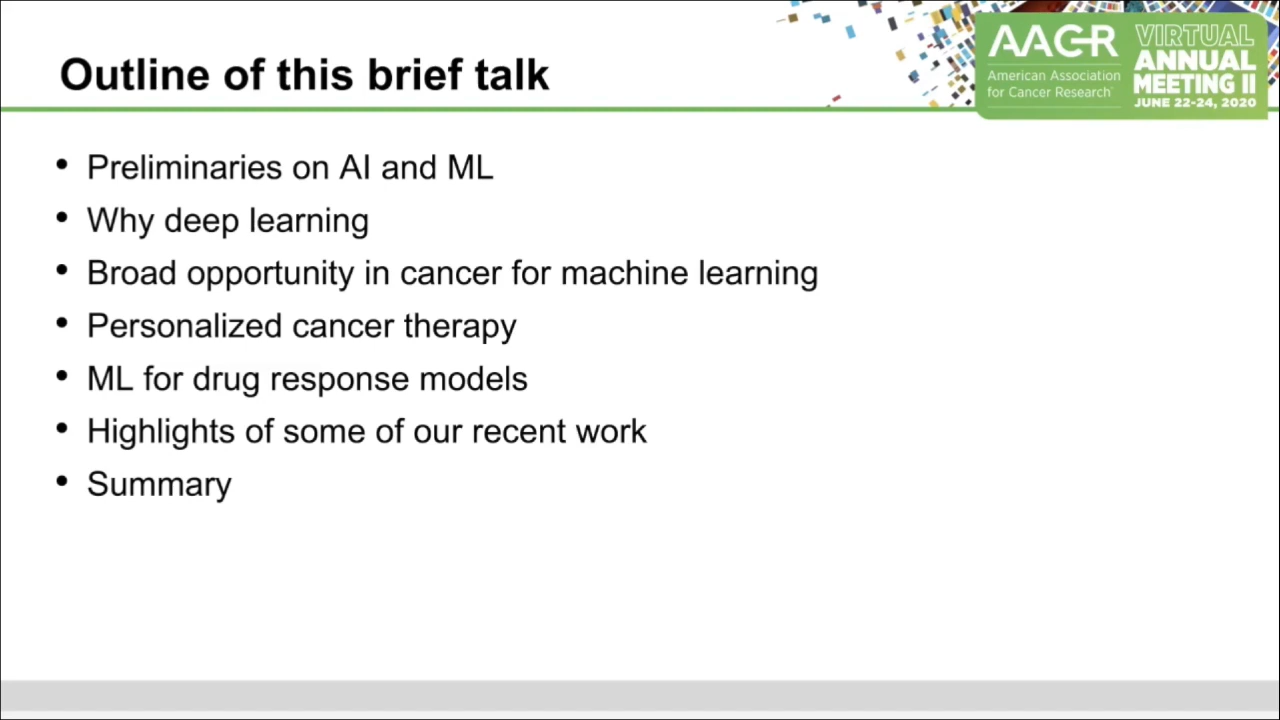 Outline of this brief talk
AACR
American Association
for Cancer Research®
VIRTUAL
ANNUAL
MEETING II
JUNE 22-24, 2020
• Preliminaries on AI and ML
• Why deep learning
• Broad opportunity in cancer for machine learning
• Personalized cancer therapy
• ML for drug response models
• Highlights of some of our recent work
• Summary